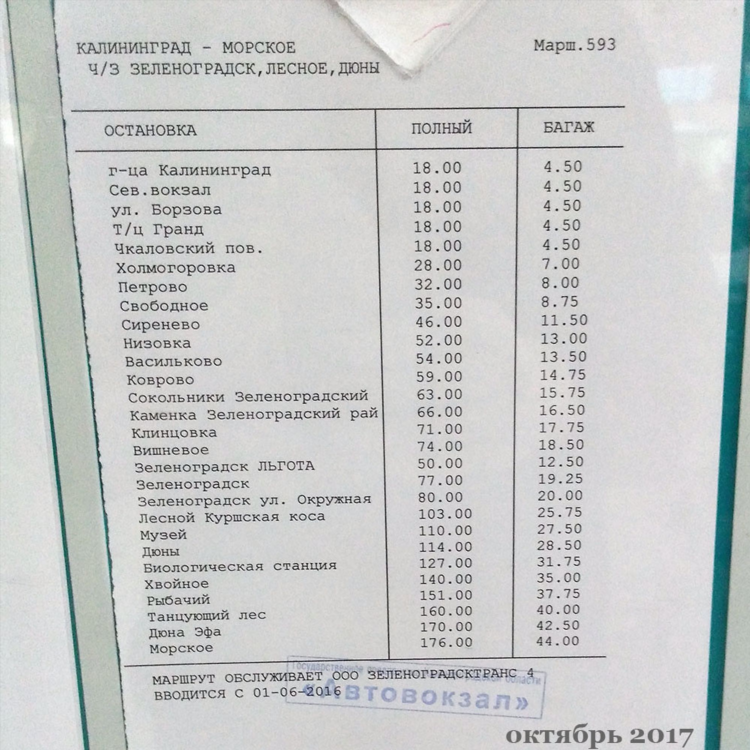 КАЛИНИНГРАД - МОРСКОЕ Марш.593
Ч/З ЗЕЛЕНОГРАДСК,ЛЕСНОЕ,ДЮНЫ
ОСТАНОВКА ПОЛНЫЙ БАГАЖ
г-ца Калининград 18.00 4.50
Сев.вокзал 18.00 4.50
ул. Борзова 18.00 4.50
Т/ц Гранд 18.00 4.50
Чкаловский пов. 18.00 4.50
Холмогоровка 28.00 7.00
Петрово 32.00 8.00
Свободное 35.00 8.75
Сиренево 46.00 11.50
Низовка 52.00 13.00
Васильково 54.00 13.50
Коврово 59.00 14.75
Сокольники Зеленоградский 63.00 15.75
Каменка Зеленоградский рай 66.00 16.50
Клинцовка 71.00 17.75
Вишневое 74.00 18.50
Зеленоградск ЛЬГОТА 50.00 12.50
Зеленоградск 77.00 19.25
Зеленоградск ул. Окружная 80.00 20.00
Лесной Куршская коса 103.00 25.75
Музей 110.00 27.50
Дюны 114.00 28.50
Биологическая станция 127.00 31.75
Хвойное 140.00 35.00
Рыбачий 151.00 37.75
Танцующий лес 160.00 40.00
Дюна Эфа 170.00 42.50
Морское 176.00 44.00
МАРШРУТ ОБСЛУЖИВАЕТ ООО ЗЕЛЕНОГРАДСКТРАНС 4
ВВОДИТСЯ С 01-06-2016
«Автовокзал»
октябрь 2017